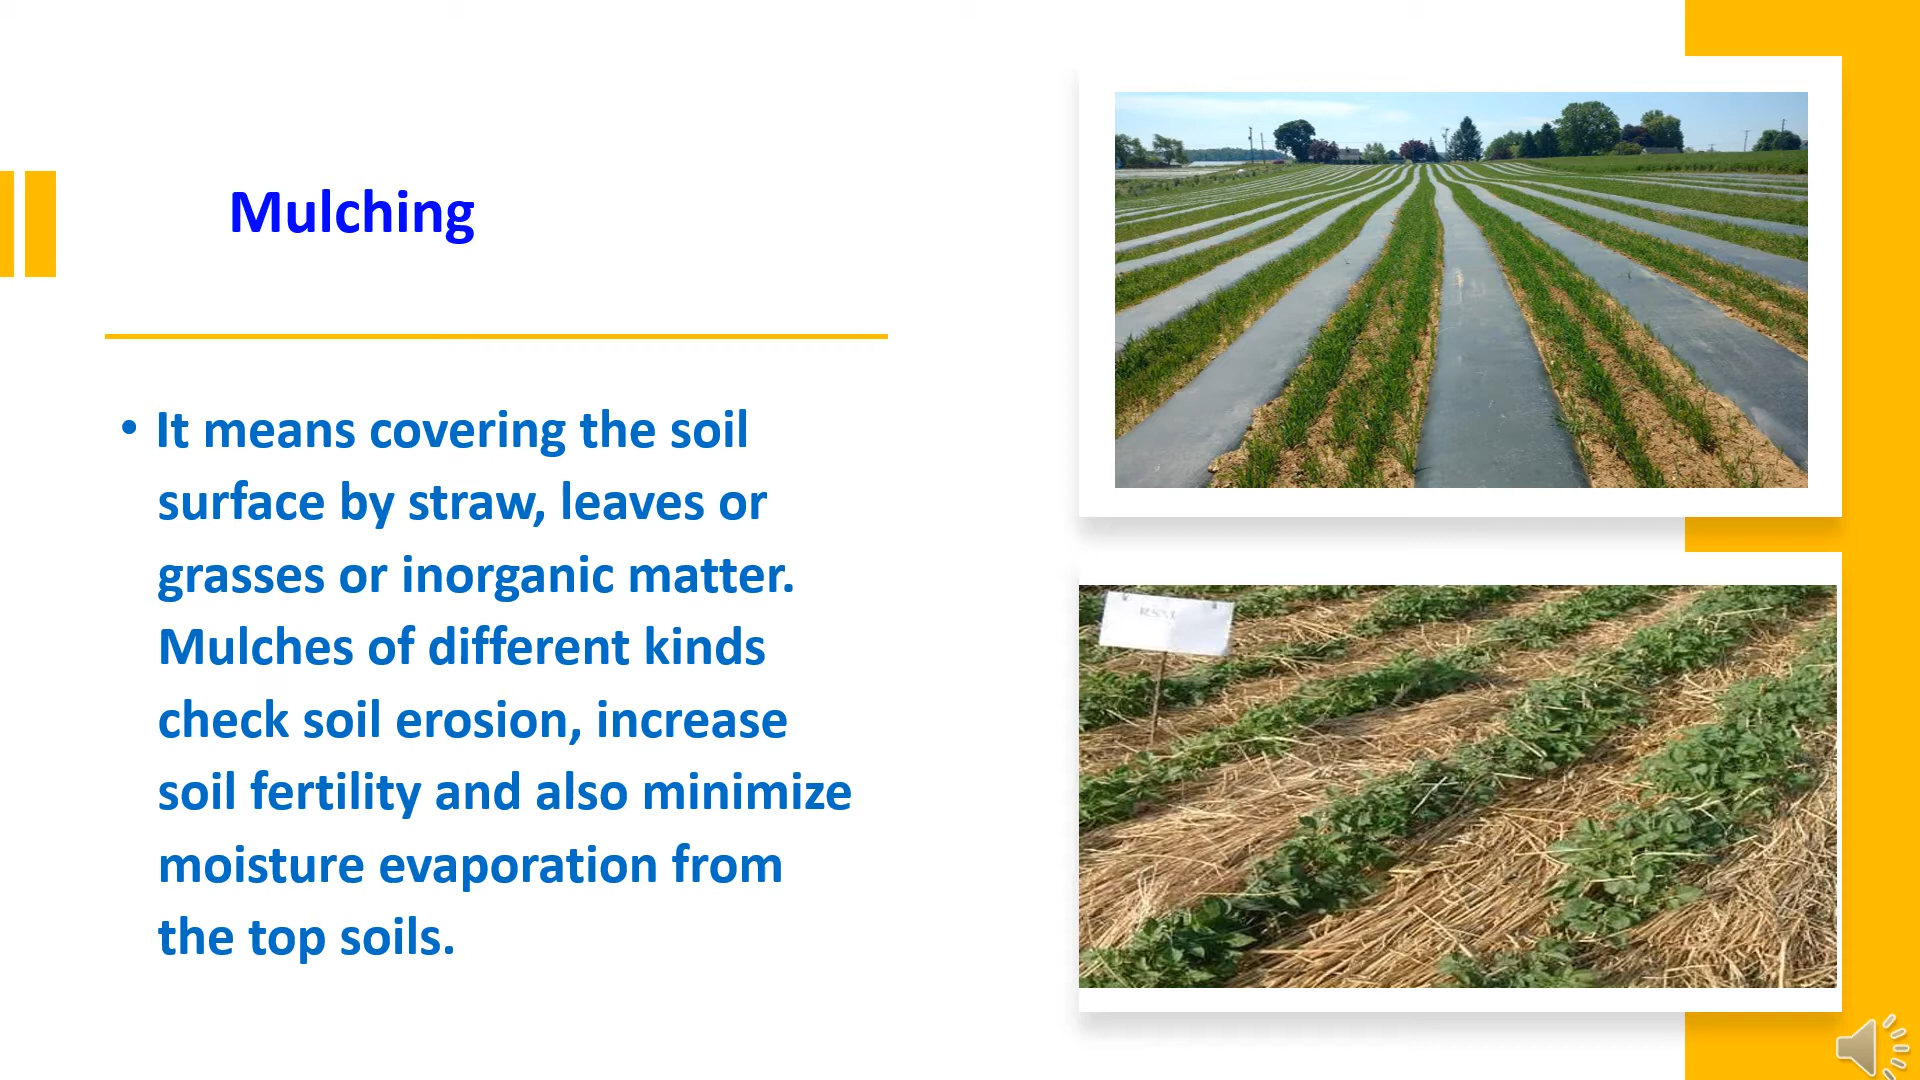 Mulching
• It means covering the soil
surface by straw, leaves or
grasses or inorganic matter.
Mulches of different kinds
check soil erosion, increase
soil fertility and also minimize
moisture evaporation from
the top soils.